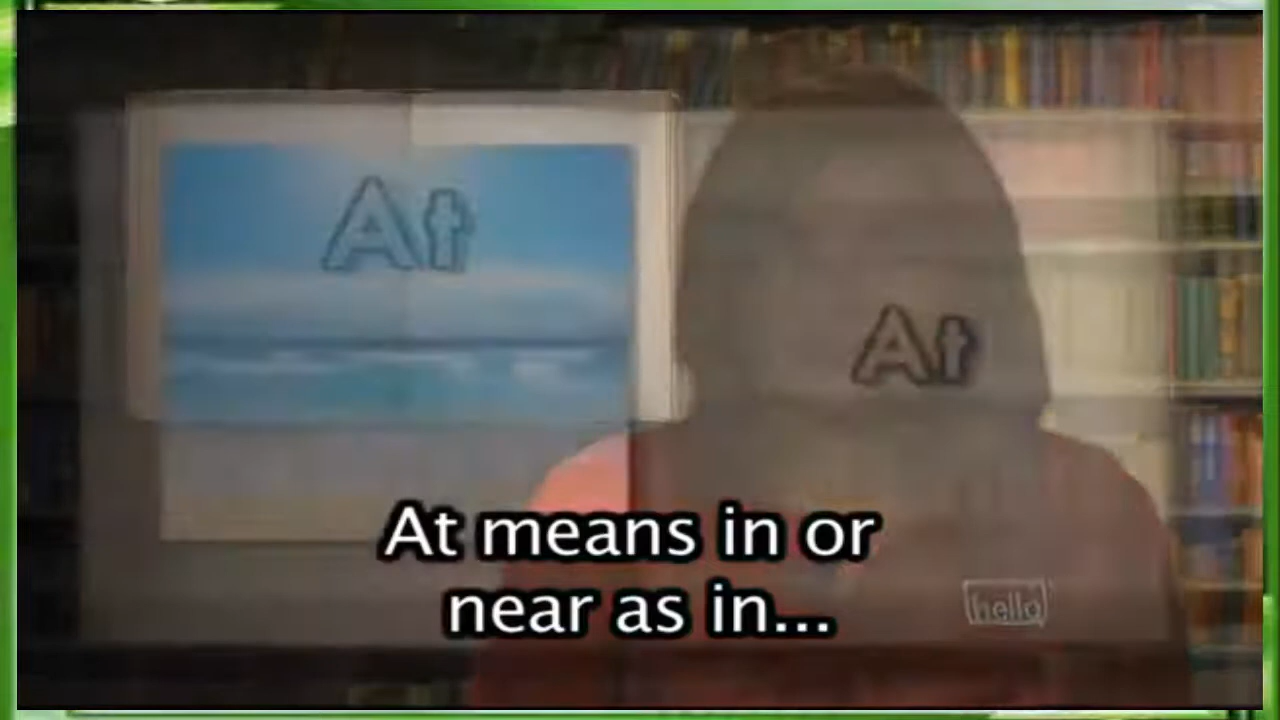 At
At
At means in or
near as in...
hello